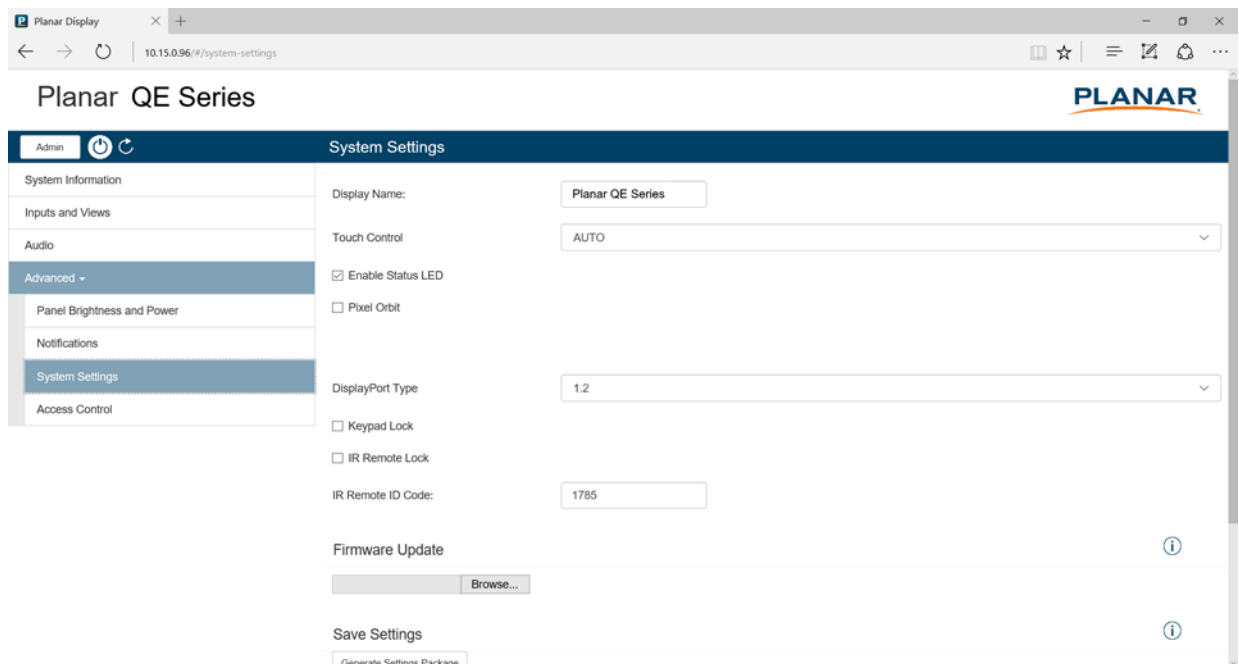 Planar Display
10.15.0.96/#/system-settings
Planar QE Series
PLANAR
Admin
System Settings
System Information
Inputs and Views
Audio
Advanced
Panel Brightness and Power
Notifications
System Settings
Access Control
Display Name:
Planar QE Series
Touch Control
AUTO
Enable Status LED
Pixel Orbit
DisplayPort Type
1.2
Keypad Lock
IR Remote Lock
IR Remote ID Code:
1785
Firmware Update
Browse...
Save Settings
Generate Settings Package